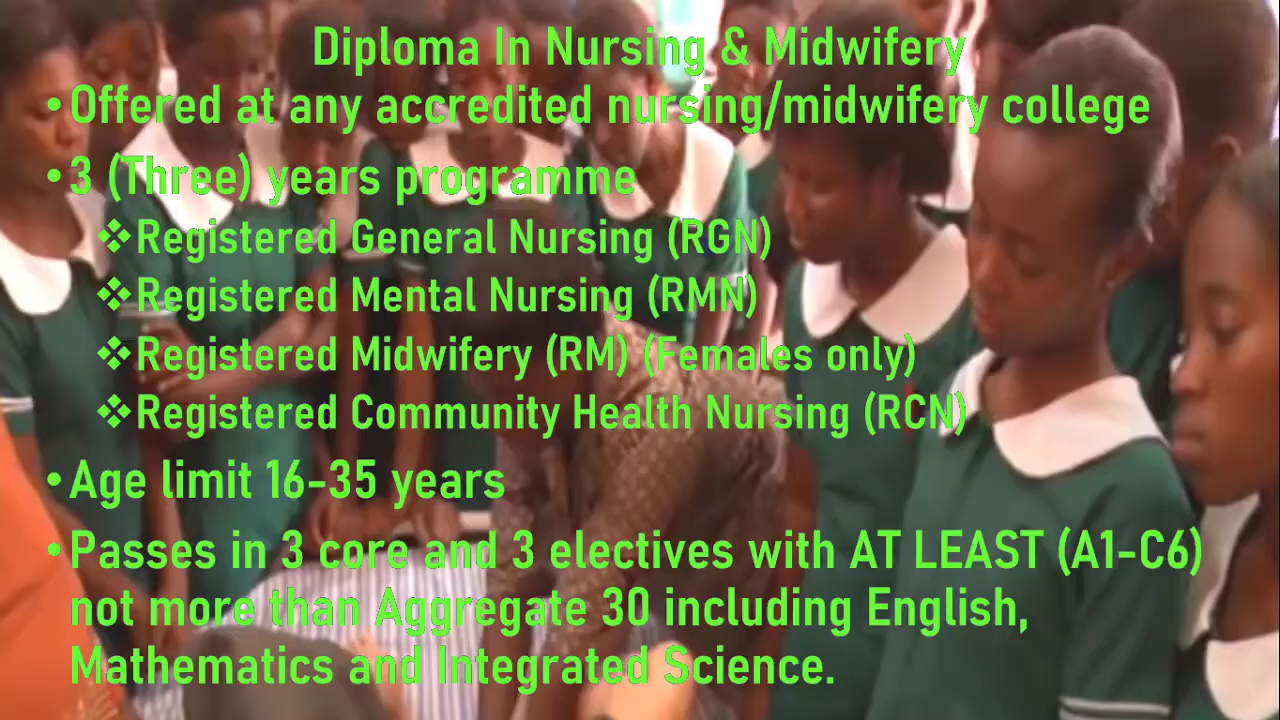 Diploma In Nursing & Midwifery
• Offered at any accredited nursing/midwifery college
• 3 (Three) years programme
❖Registered General Nursing (RGN)
❖Registered Mental Nursing (RMN)
❖Registered Midwifery (RM) (Females only)
❖Registered Community Health Nursing (RCN)
• Age limit 16-35 years
• Passes in 3 core and 3 electives with AT LEAST (A1-C6)
not more than Aggregate 30 including English,
Mathematics and Integrated Science.